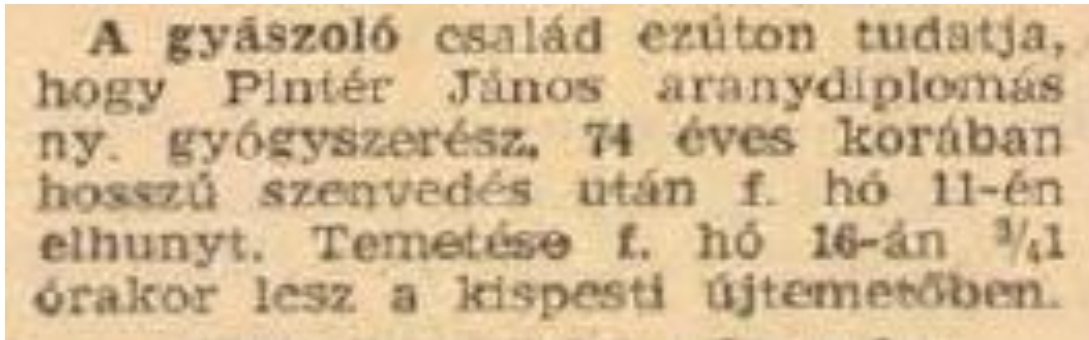 A gyászoló család ezúton tudatja,
hogy Pintér János aranydiplomás
ny. gyógyszerész, 74 éves korában
hosszú szenvedés után f. hó 11-én
elhunyt. Temetése f. hó 16-án ¾1
órakor lesz a kispesti újtemetőben.